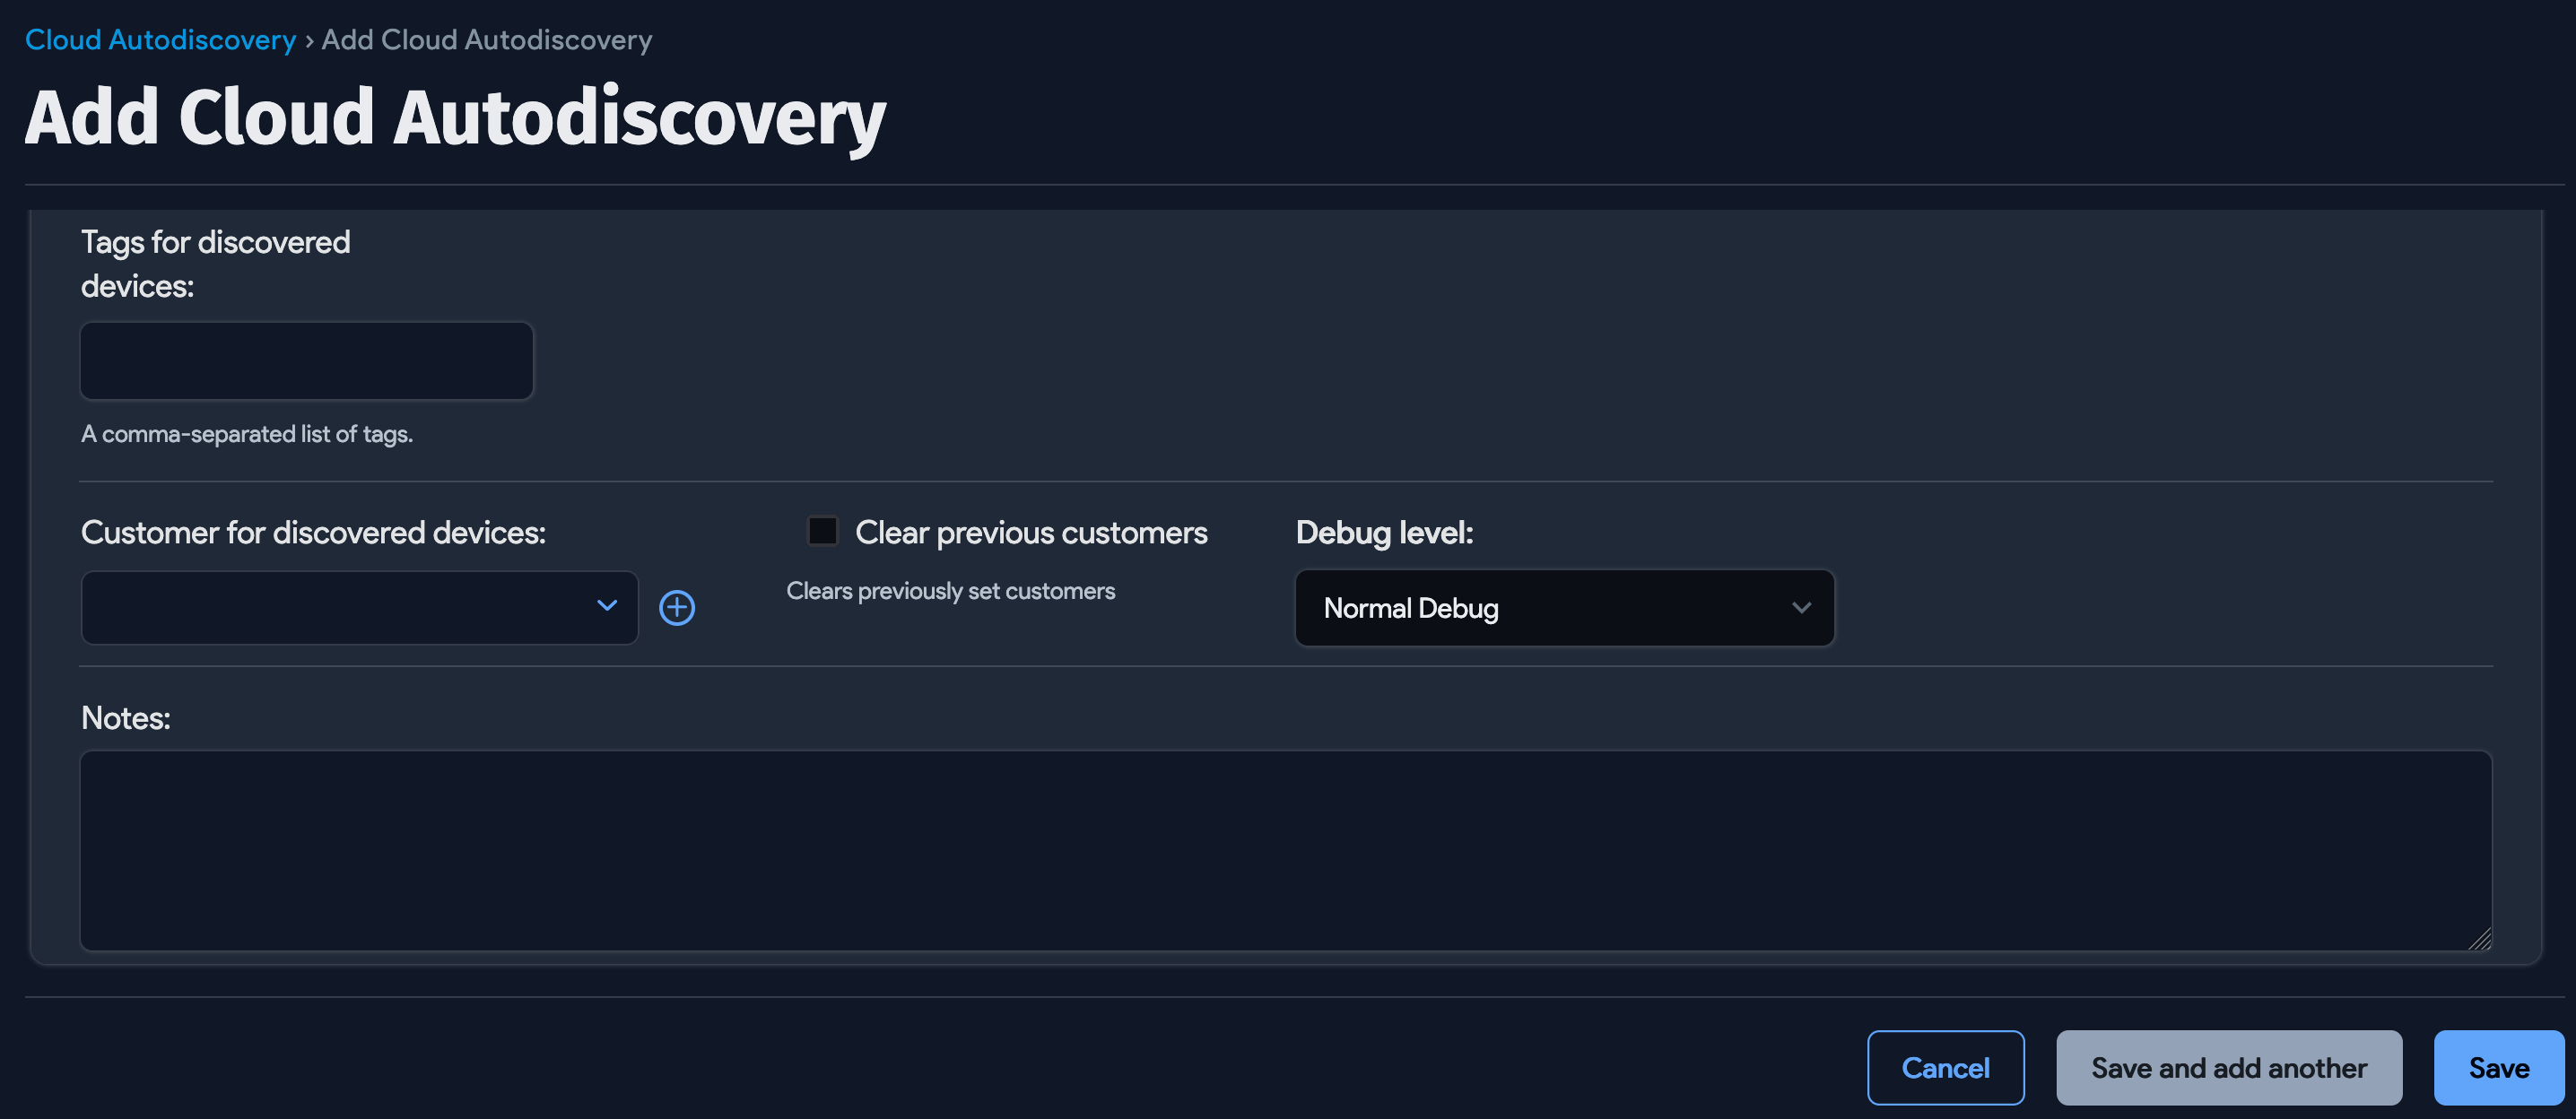 Cloud Autodiscovery › Add Cloud Autodiscovery
Add Cloud Autodiscovery
Tags for discovered
devices:
A comma-separated list of tags.
Customer for discovered devices:
Clear previous customers
Clears previously set customers
Debug level:
Normal Debug
Notes:
Cancel
Save and add another
Save